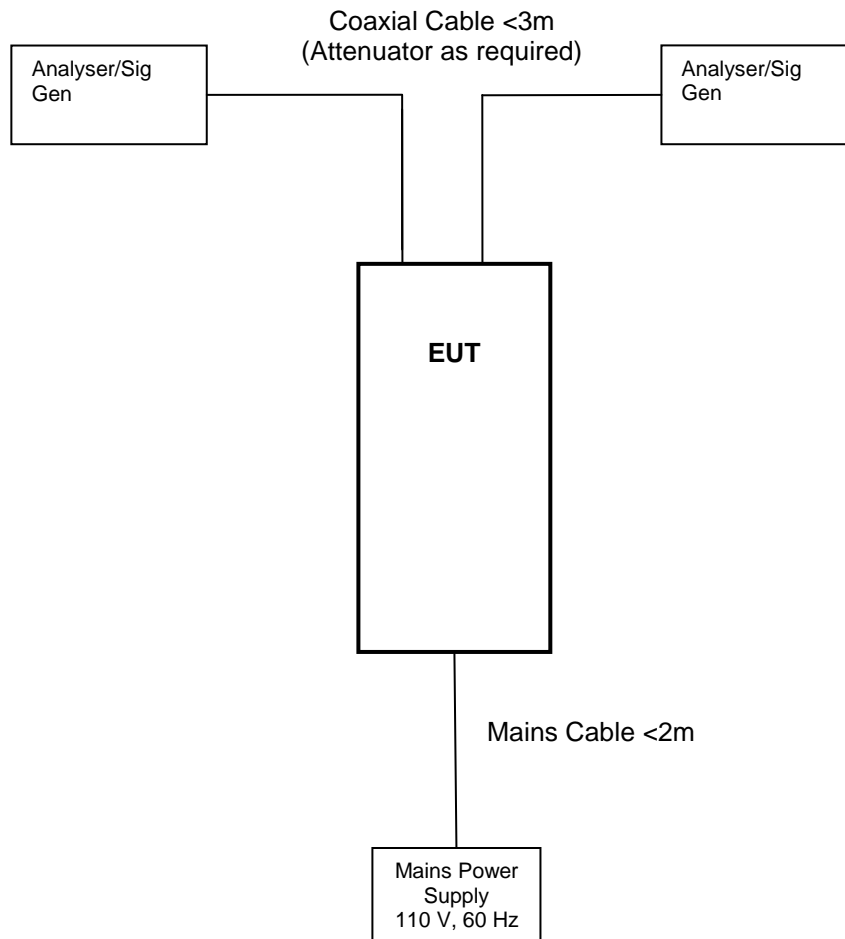 Coaxial Cable <3m
(Attenuator as required)
Analyser/Sig
Gen
Analyser/Sig
Gen
EUT
Mains Cable <2m
Mains Power
Supply
110 V, 60 Hz